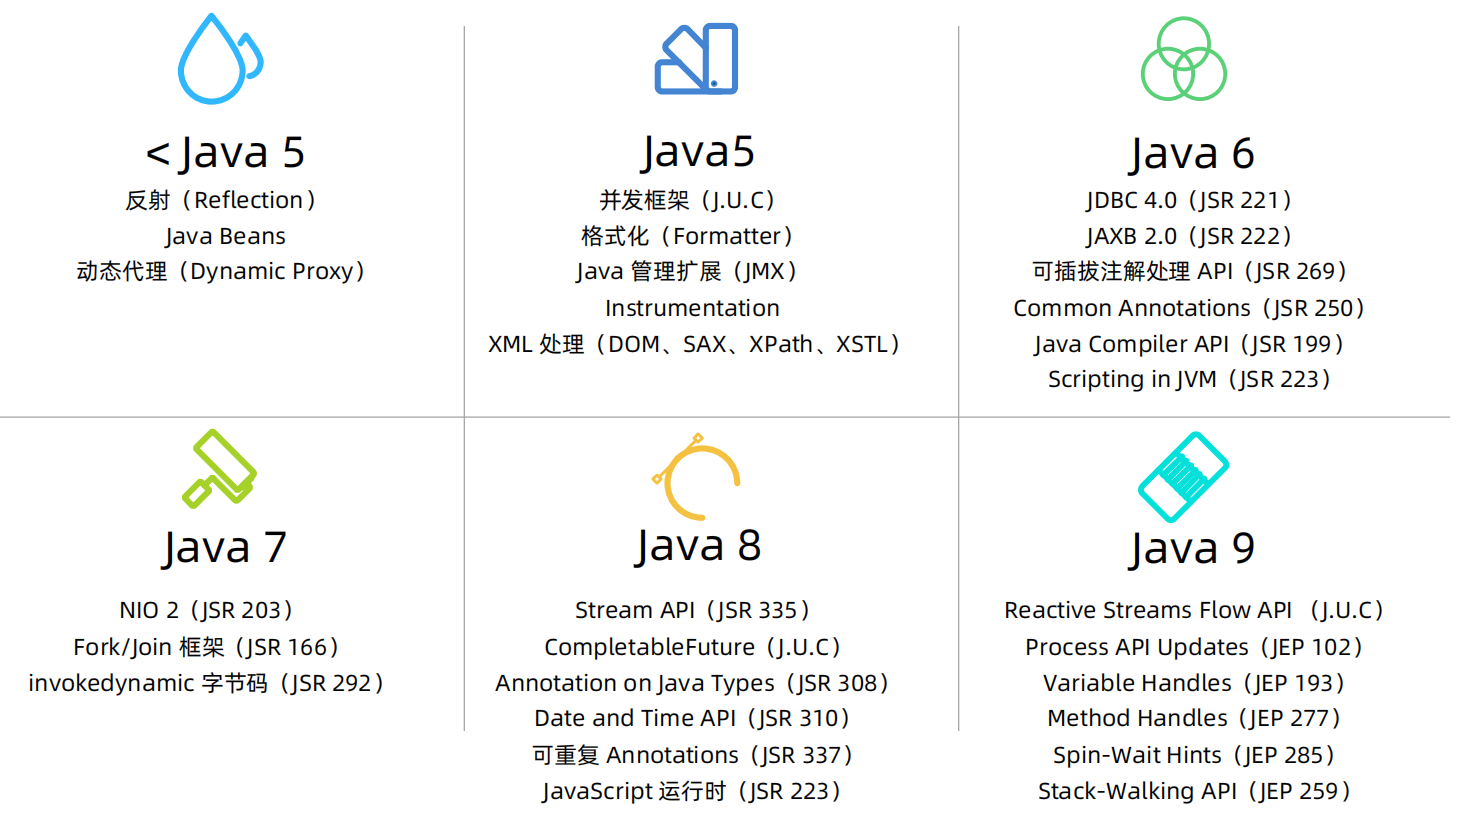 < Java 5
反射（Reflection）
Java Beans
动态代理（Dynamic Proxy）
Java5
并发框架（J.U.C）
格式化（Formatter）
Java 管理扩展（JMX）
Instrumentation
XML 处理（DOM、SAX、XPath、XSTL）
Java 6
JDBC 4.0（JSR 221）
JAXB 2.0（JSR 222）
可插拔注解处理 API（JSR 269）
Common Annotations（JSR 250）
Java Compiler API（JSR 199）
Scripting in JVM（JSR 223）
Java 7
NIO 2（JSR 203）
Fork/Join 框架（JSR 166）
invokedynamic 字节码（JSR 292）
Java 8
Stream API（JSR 335）
CompletableFuture（J.U.C）
Annotation on Java Types（JSR 308）
Date and Time API（JSR 310）
可重复 Annotations（JSR 337）
JavaScript 运行时（JSR 223）
Java 9
Reactive Streams Flow API （J.U.C）
Process API Updates（JEP 102）
Variable Handles（JEP 193）
Method Handles（JEP 277）
Spin-Wait Hints（JEP 285）
Stack-Walking API（JEP 259）